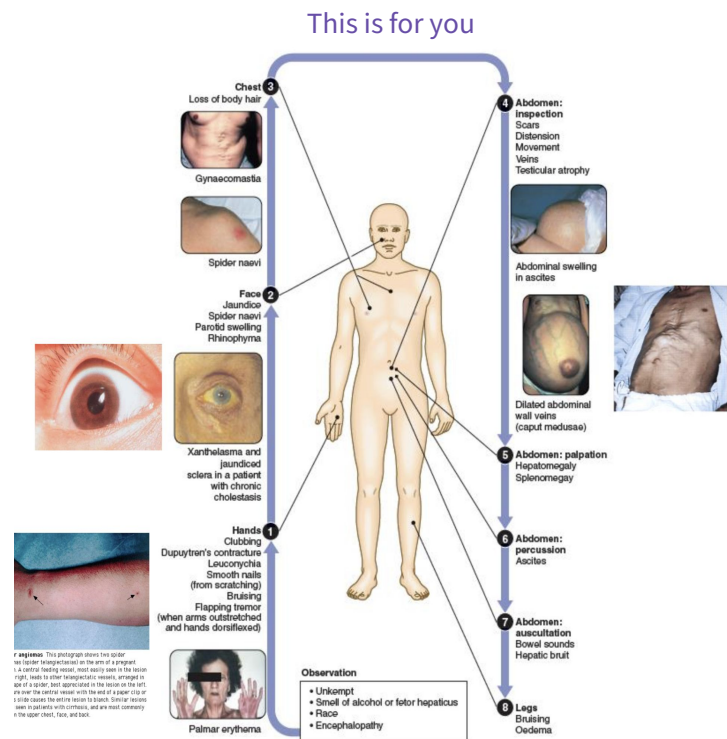 This is for you
3
Chest
Loss of body hair
Gynaecomastia
Spider naevi
2
Face
Jaundice
Spider naevi
Parotid swelling
Rhinophyma
Xanthelasma and
jaundiced
sclera in a patient
with chronic
cholestasis
1
Hands
Clubbing
Dupuytren's contracture
Leuconychia
Smooth nails
(from scratching)
Bruising
Flapping tremor
(when arms outstretched
and hands dorsiflexed)
r angiomas This photograph shows two spider
(spider telangiectasias) on the arm of a pregnant
. A central feeding vessel, most easily seen in the lesion
right, leads to other telangiectatic vessels, arranged in
ape of a spider, best appreciated in the lesion on the left.
re over the central vessel with the end of a paper clip or
slide causes the entire lesion to blanch. Similar lesions
seen in patients with cirrhosis, and are most commonly
n the upper chest, face, and back.
Palmar erythema
Observation
• Unkempt
• Smell of alcohol or fetor hepaticus
• Race
• Encephalopathy
4
Abdomen:
inspection
Scars
Distension
Movement
Veins
Testicular atrophy
Abdominal swelling
in ascites
Dilated abdominal
wall veins
(caput medusae)
5
Abdomen: palpation
Hepatomegaly
Splenomegay
6
Abdomen:
percussion
Ascites
7
Abdomen:
auscultation
Bowel sounds
Hepatic bruit
8
Legs
Bruising
Oedema